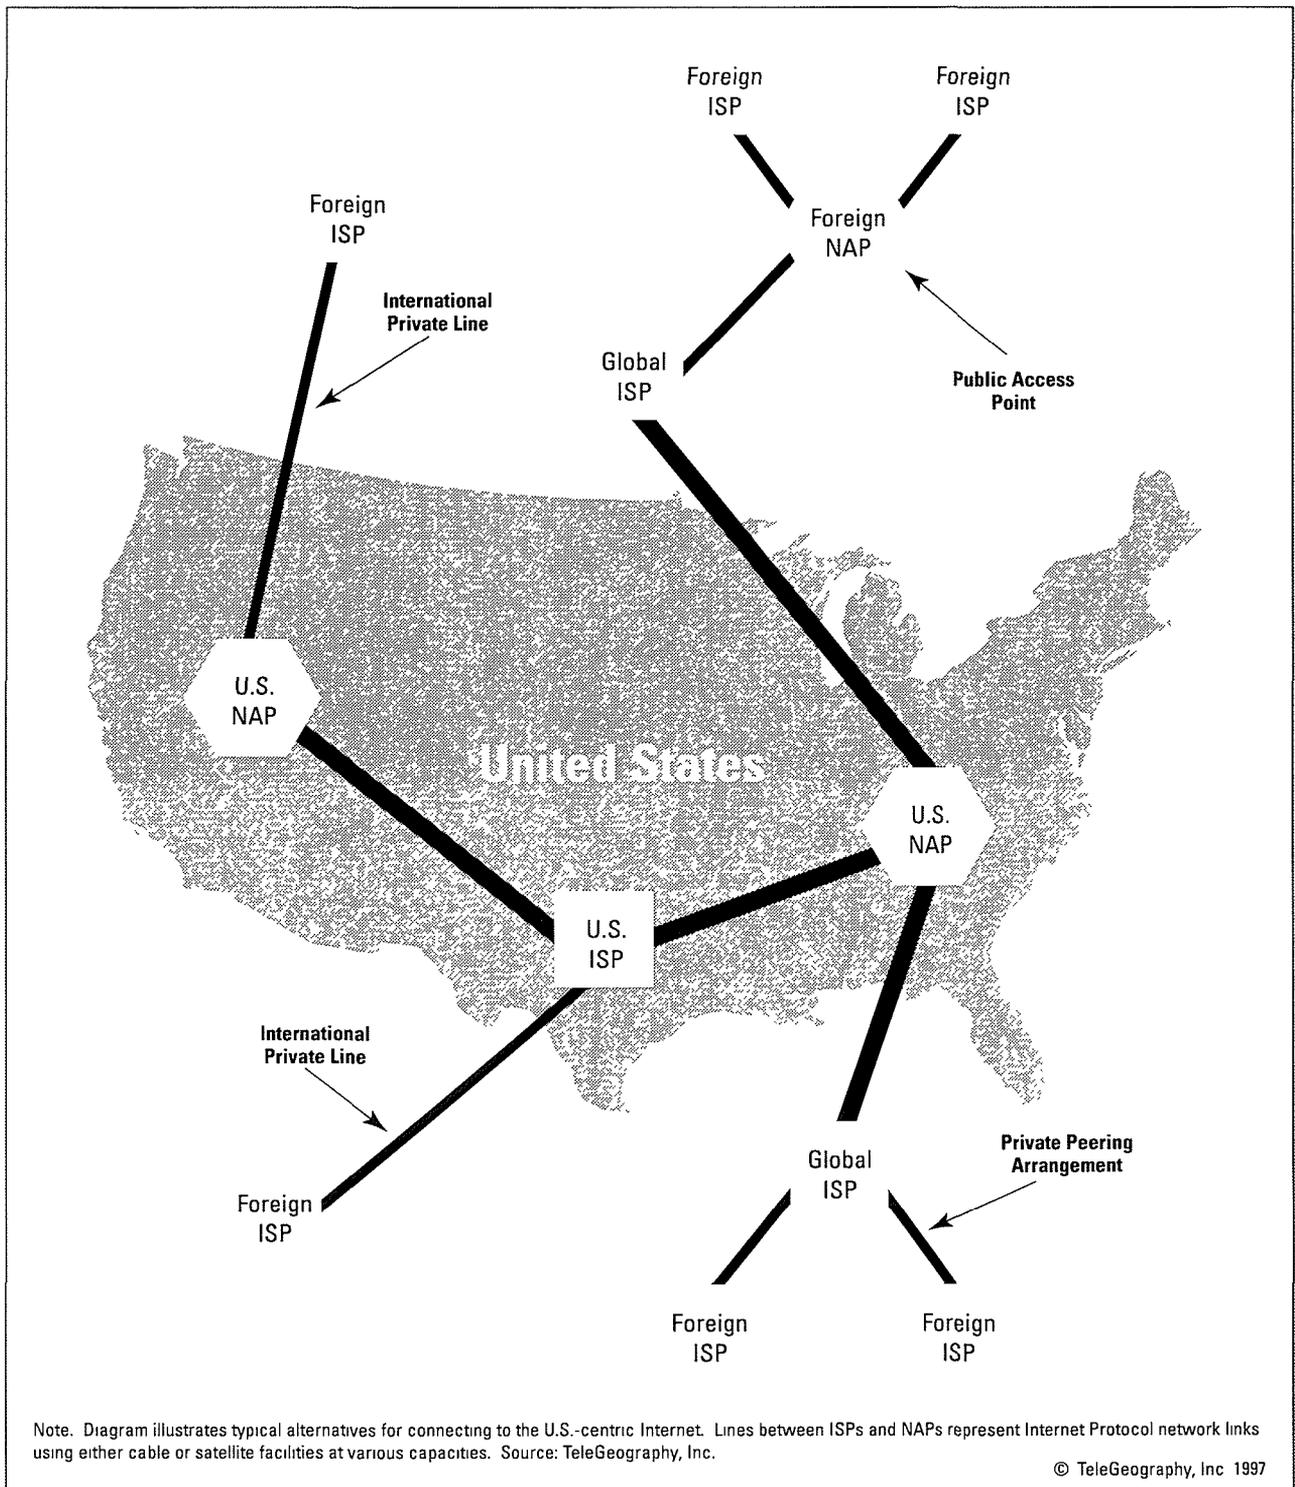 Foreign
ISP
Foreign
ISP
Foreign
ISP
Foreign
NAP
International
Private Line
Global
ISP
Public Access
Point
U.S.
NAP
United States
U.S.
NAP
U.S.
ISP
International
Private Line
Private Peering
Arrangement
Global
ISP
Foreign
ISP
Foreign
ISP
Foreign
ISP
Note. Diagram illustrates typical alternatives for connecting to the U.S.-centric Internet. Lines between ISPs and NAPs represent Internet Protocol network links
using either cable or satellite facilities at various capacities. Source: TeleGeography, Inc.
© TeleGeography, Inc 1997